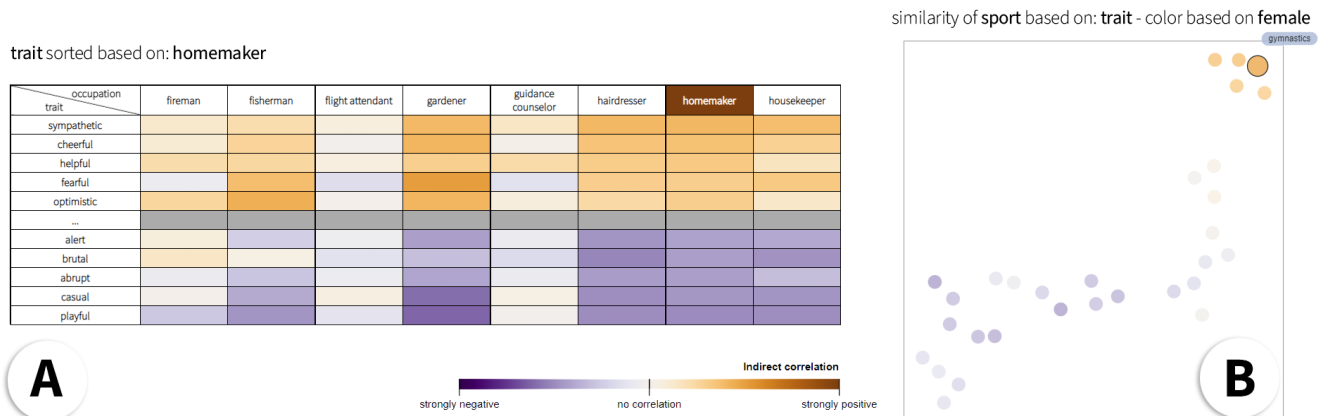 similarity of sport based on: trait - color based on female
gymnastics
trait sorted based on: homemaker
occupation
trait
fireman
fisherman
flight attendant
gardener
guidance
counselor
hairdresser
homemaker
housekeeper
sympathetic
cheerful
helpful
fearful
optimistic
...
alert
brutal
abrupt
casual
playful
Indirect correlation
strongly negative
no correlation
strongly positive
A
B